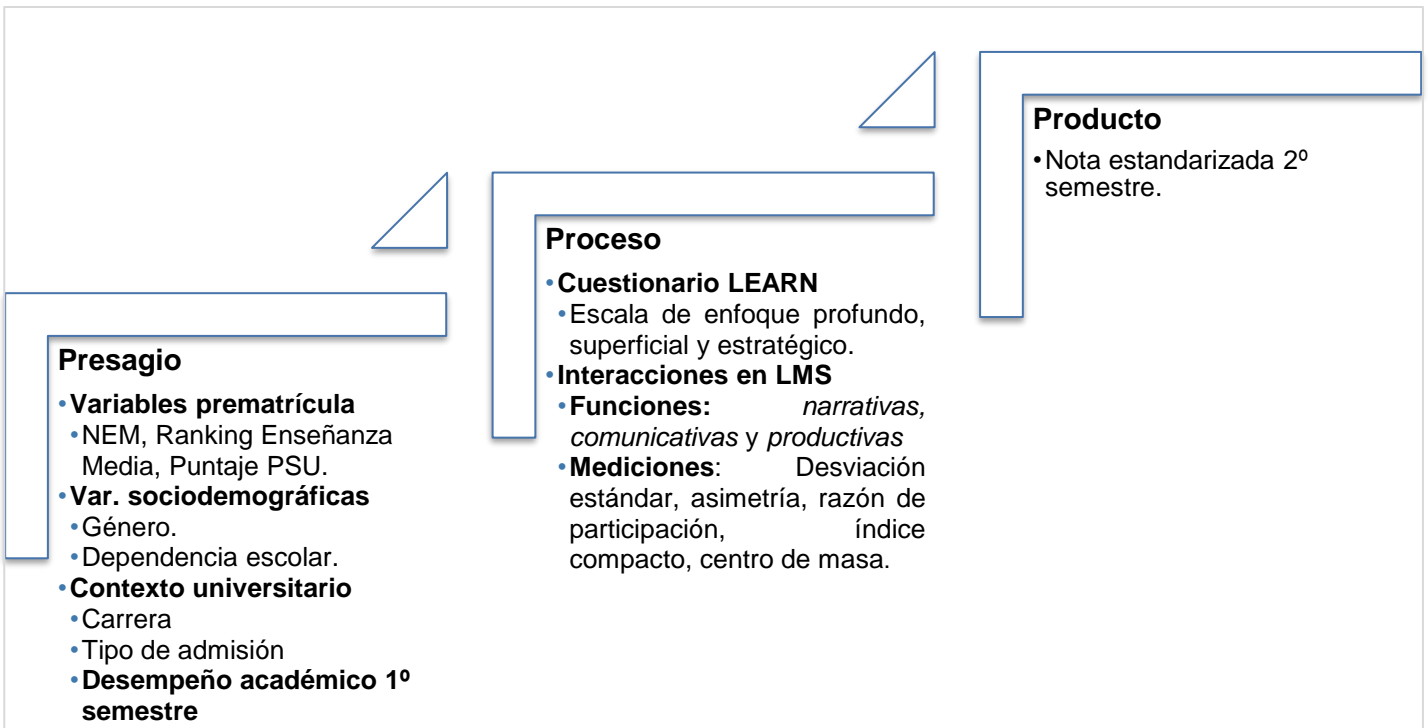 Presagio
•Variables prematrícula
•NEM, Ranking Enseñanza
Media, Puntaje PSU.
•Var. sociodemográficas
•Género.
•Dependencia escolar.
•Contexto universitario
•Carrera
•Tipo de admisión
•Desempeño académico 1º
semestre
Proceso
•Cuestionario LEARN
•Escala de enfoque profundo,
superficial y estratégico.
•Interacciones en LMS
•Funciones: narrativas,
comunicativas y productivas
•Mediciones: Desviación
estándar, asimetría, razón de
participación, índice
compacto, centro de masa.
Producto
•Nota estandarizada 2º
semestre.